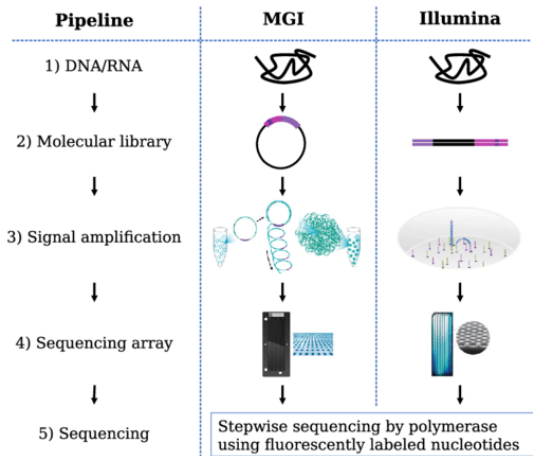 Pipeline
MGI
Illumina
1) DNA/RNA
2) Molecular library
3) Signal amplification
4) Sequencing array
5) Sequencing
Stepwise sequencing by polymerase
using fluorescently labeled nucleotides